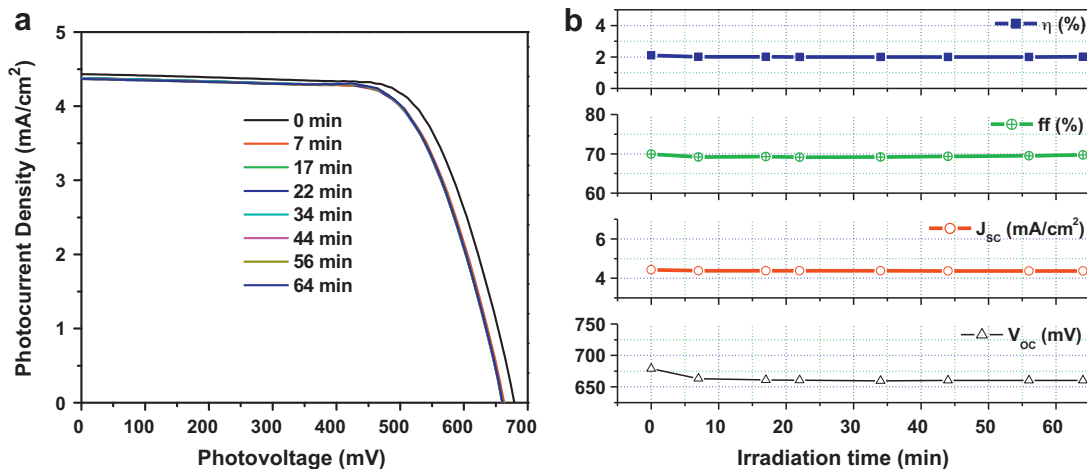 a
Photocurrent Density (mA/cm²)
5
4
3
2
1
0
0 min
7 min
17 min
22 min
34 min
44 min
56 min
64 min
0 100 200 300 400 500 600 700
Photovoltage (mV)
b
η (%)
4
2
0
ff (%)
80
70
60
J_SC (mA/cm²)
6
4
V_OC (mV)
750
700
650
0 10 20 30 40 50 60
Irradiation time (min)